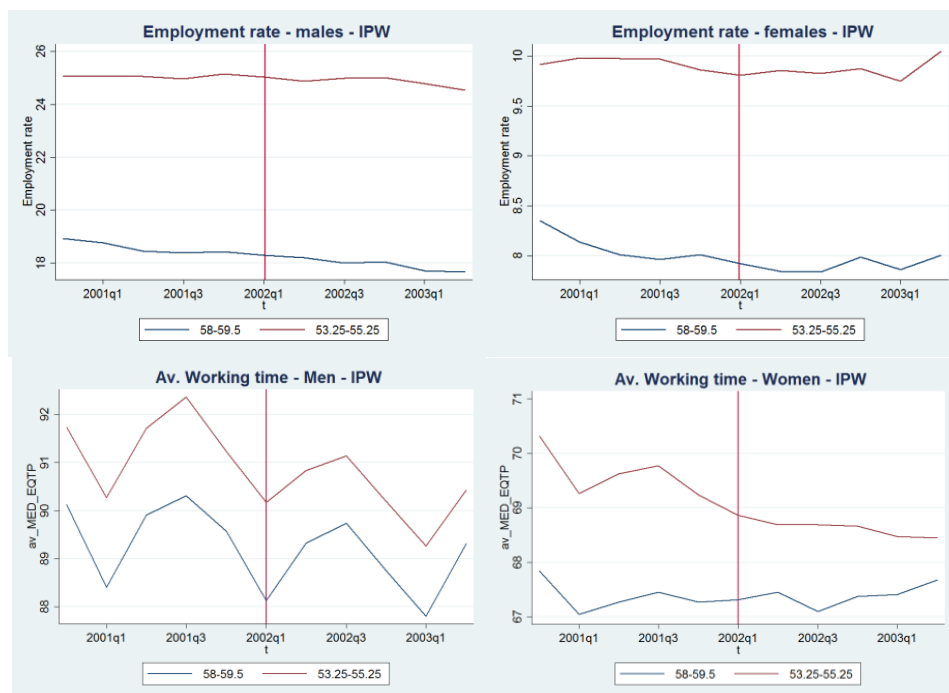 Employment rate - males - IPW
Employment rate
26
24
22
20
18
2001q1 2001q3 2002q1 2002q3 2003q1
t
58-59.5 53.25-55.25
Employment rate - females - IPW
Employment rate
10
9.5
9
8.5
8
2001q1 2001q3 2002q1 2002q3 2003q1
t
58-59.5 53.25-55.25
Av. Working time - Men - IPW
av_MED_EQTP
92
91
90
89
88
2001q1 2001q3 2002q1 2002q3 2003q1
t
58-59.5 53.25-55.25
Av. Working time - Women - IPW
av_MED_EQTP
71
70
69
68
67
2001q1 2001q3 2002q1 2002q3 2003q1
t
58-59.5 53.25-55.25